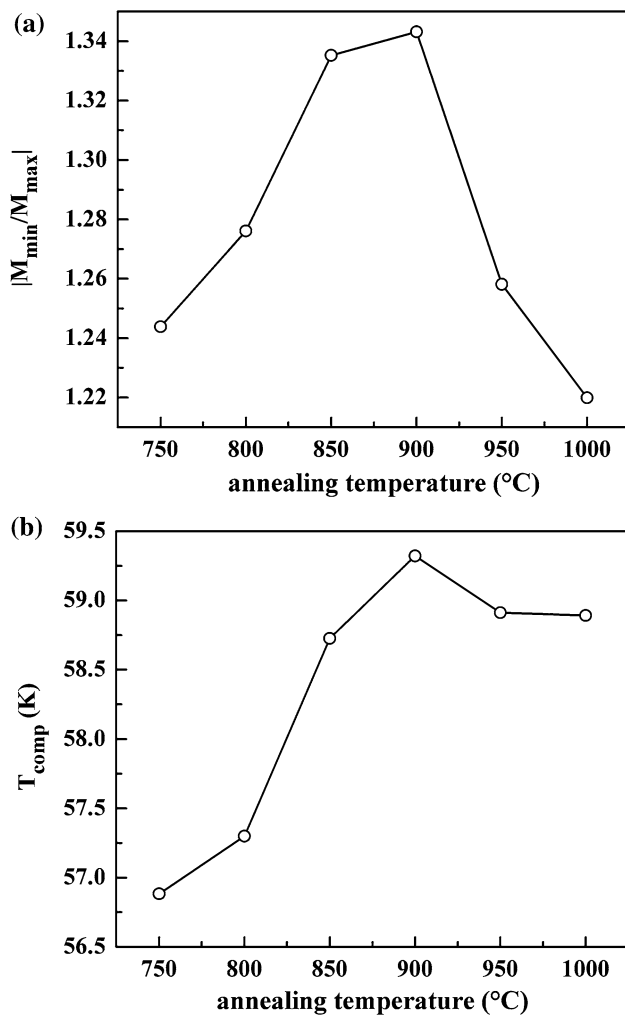 (a)
1.34
1.32
1.30
1.28
1.26
1.24
1.22
|Mmin/Mmax|
750 800 850 900 950 1000
annealing temperature (°C)
(b)
59.5
59.0
58.5
58.0
57.5
57.0
56.5
Tcomp (K)
750 800 850 900 950 1000
annealing temperature (°C)